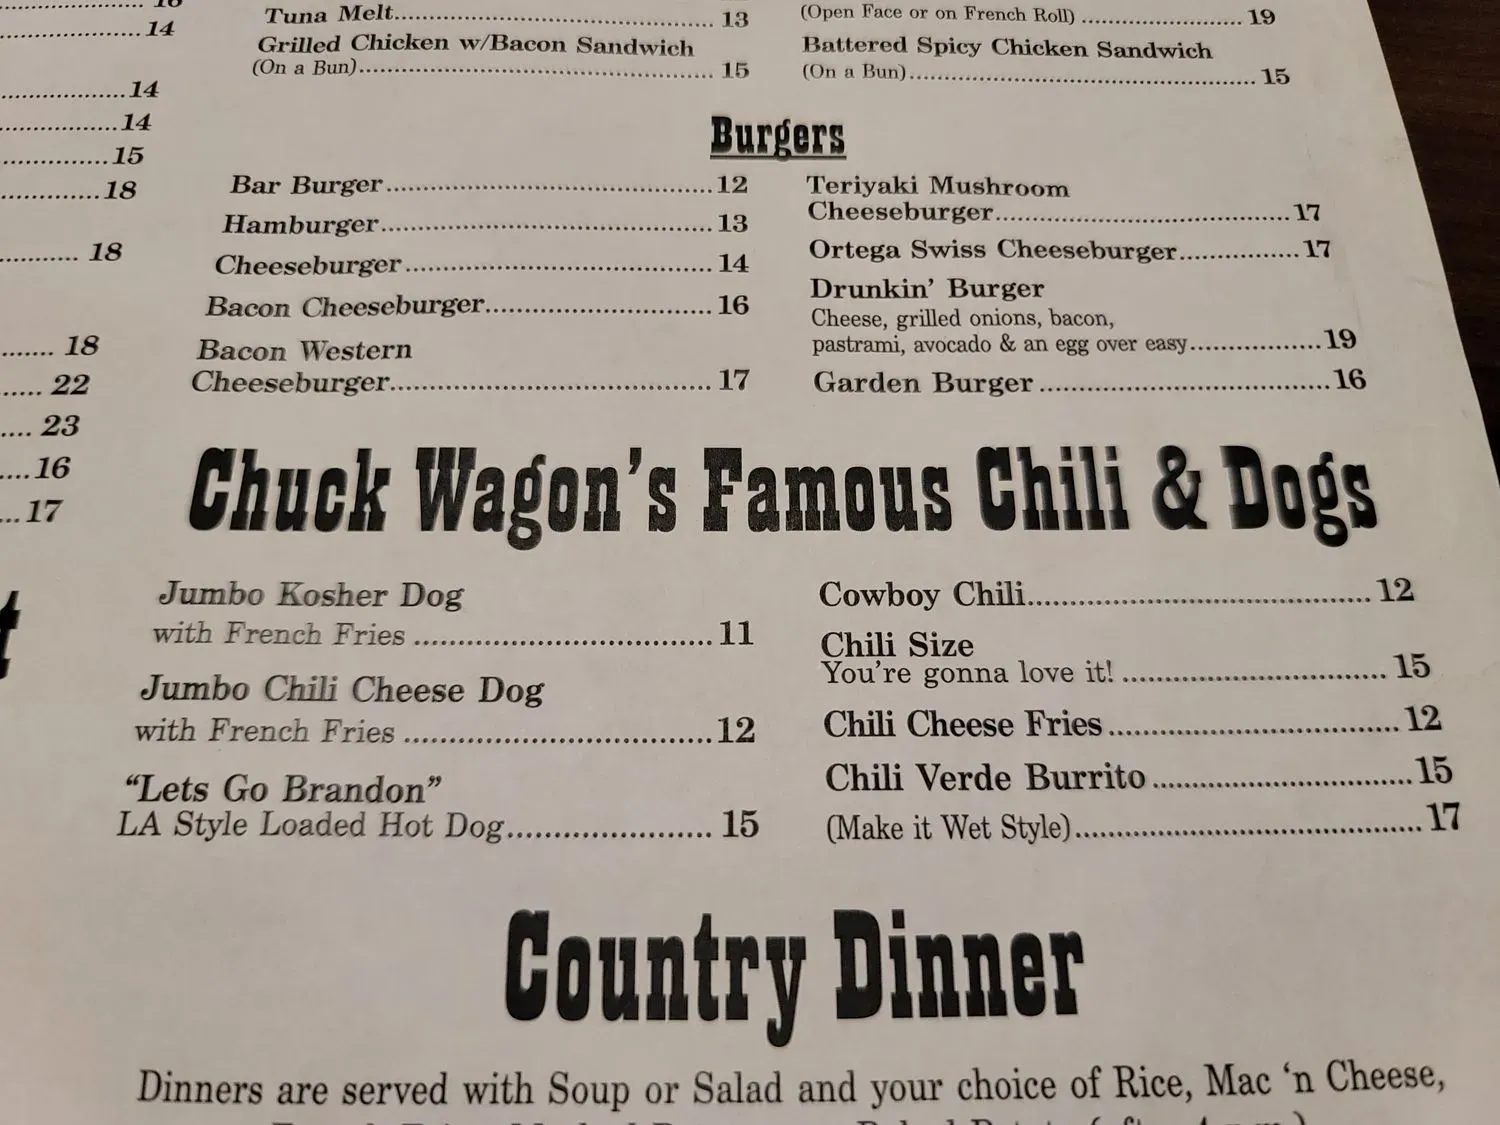 14
14
14
15
18
18
18
22
23
16
17
Tuna Melt 13
Grilled Chicken w/Bacon Sandwich
(On a Bun) 15
(Open Face or on French Roll) 19
Battered Spicy Chicken Sandwich
(On a Bun) 15
Burgers
Bar Burger 12
Hamburger 13
Cheeseburger 14
Bacon Cheeseburger 16
Bacon Western
Cheeseburger 17
Teriyaki Mushroom
Cheeseburger 17
Ortega Swiss Cheeseburger 17
Drunkin' Burger
Cheese, grilled onions, bacon,
pastrami, avocado & an egg over easy 19
Garden Burger 16
Chuck Wagon's Famous Chili & Dogs
Jumbo Kosher Dog
with French Fries 11
Jumbo Chili Cheese Dog
with French Fries 12
"Lets Go Brandon"
LA Style Loaded Hot Dog 15
Cowboy Chili 12
Chili Size
You're gonna love it! 15
Chili Cheese Fries 12
Chili Verde Burrito 15
(Make it Wet Style) 17
Country Dinner
Dinners are served with Soup or Salad and your choice of Rice, Mac 'n Cheese,